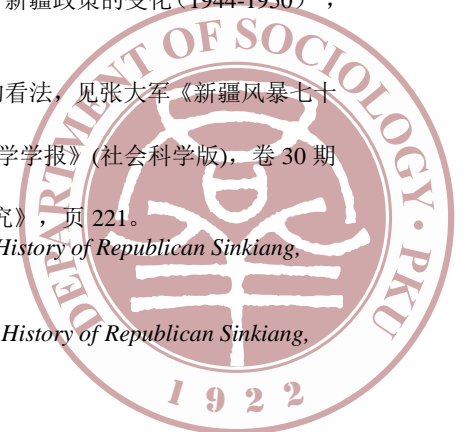 新疆政策的变化（1944-1950）",
的看法，见张大军《新疆风暴七十
学学报》(社会科学版)，卷 30 期
究》，页 221。
History of Republican Sinkiang,
History of Republican Sinkiang,
DEPARTMENT OF SOCIOLOGY · PKU
1922